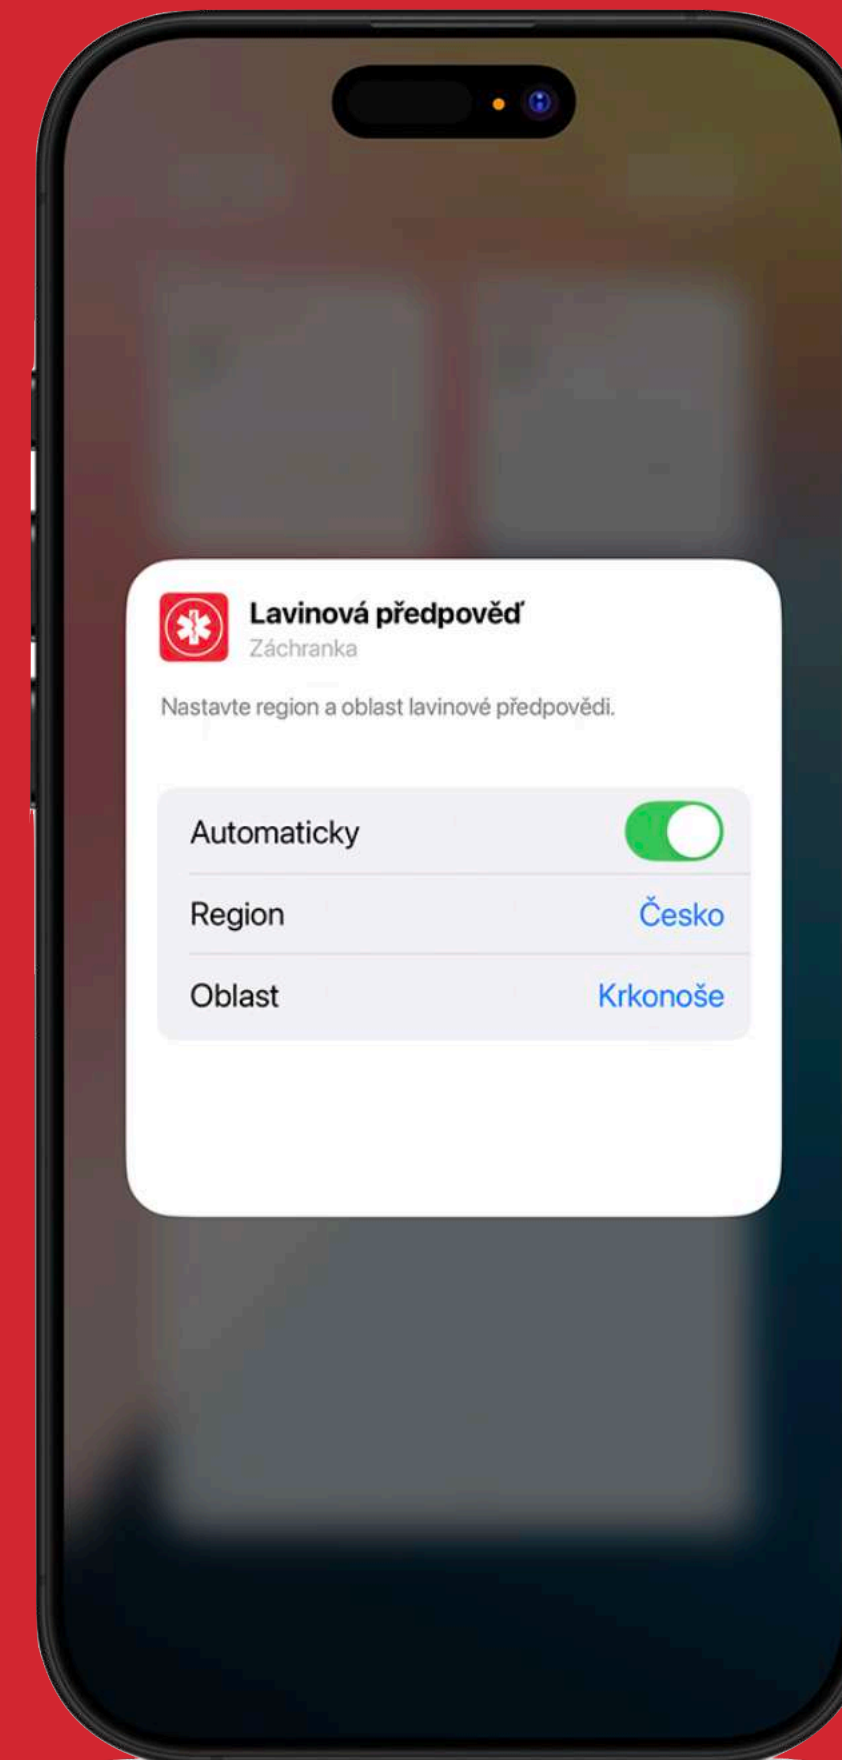 Lavinová předpověď
Záchranka
Nastavte region a oblast lavinové předpovědi.
Automaticky
Region Česko
Oblast Krkonoše